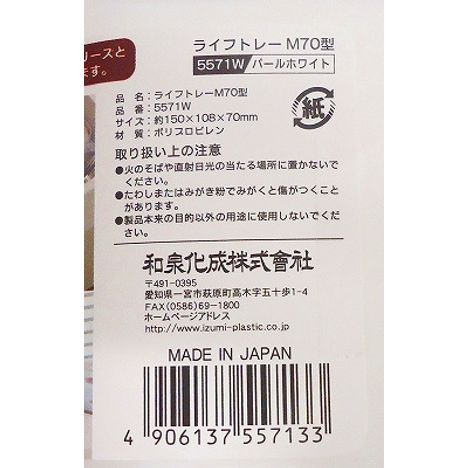 リースと
ます。
ライフトレー M70型
5571W パールホワイト
品 名：ライフトレーM70型
品 番：5571W
サイズ：約150×108×70mm
材 質：ポリプロピレン
紙
取り扱い上の注意
●火のそばや直射日光の当たる場所に置かないで
ください。
●たわしまたはみがき粉でみがくと傷がつくこと
があります。
●製品本来の目的以外の用途に使用しないでくだ
さい。
和泉化成株式會社
〒491-0395
愛知県一宮市萩原町高木字五十歩1-4
FAX(0586)69-1800
ホームページアドレス
http://www.izumi-plastic.co.jp
MADE IN JAPAN
4 906137 557133